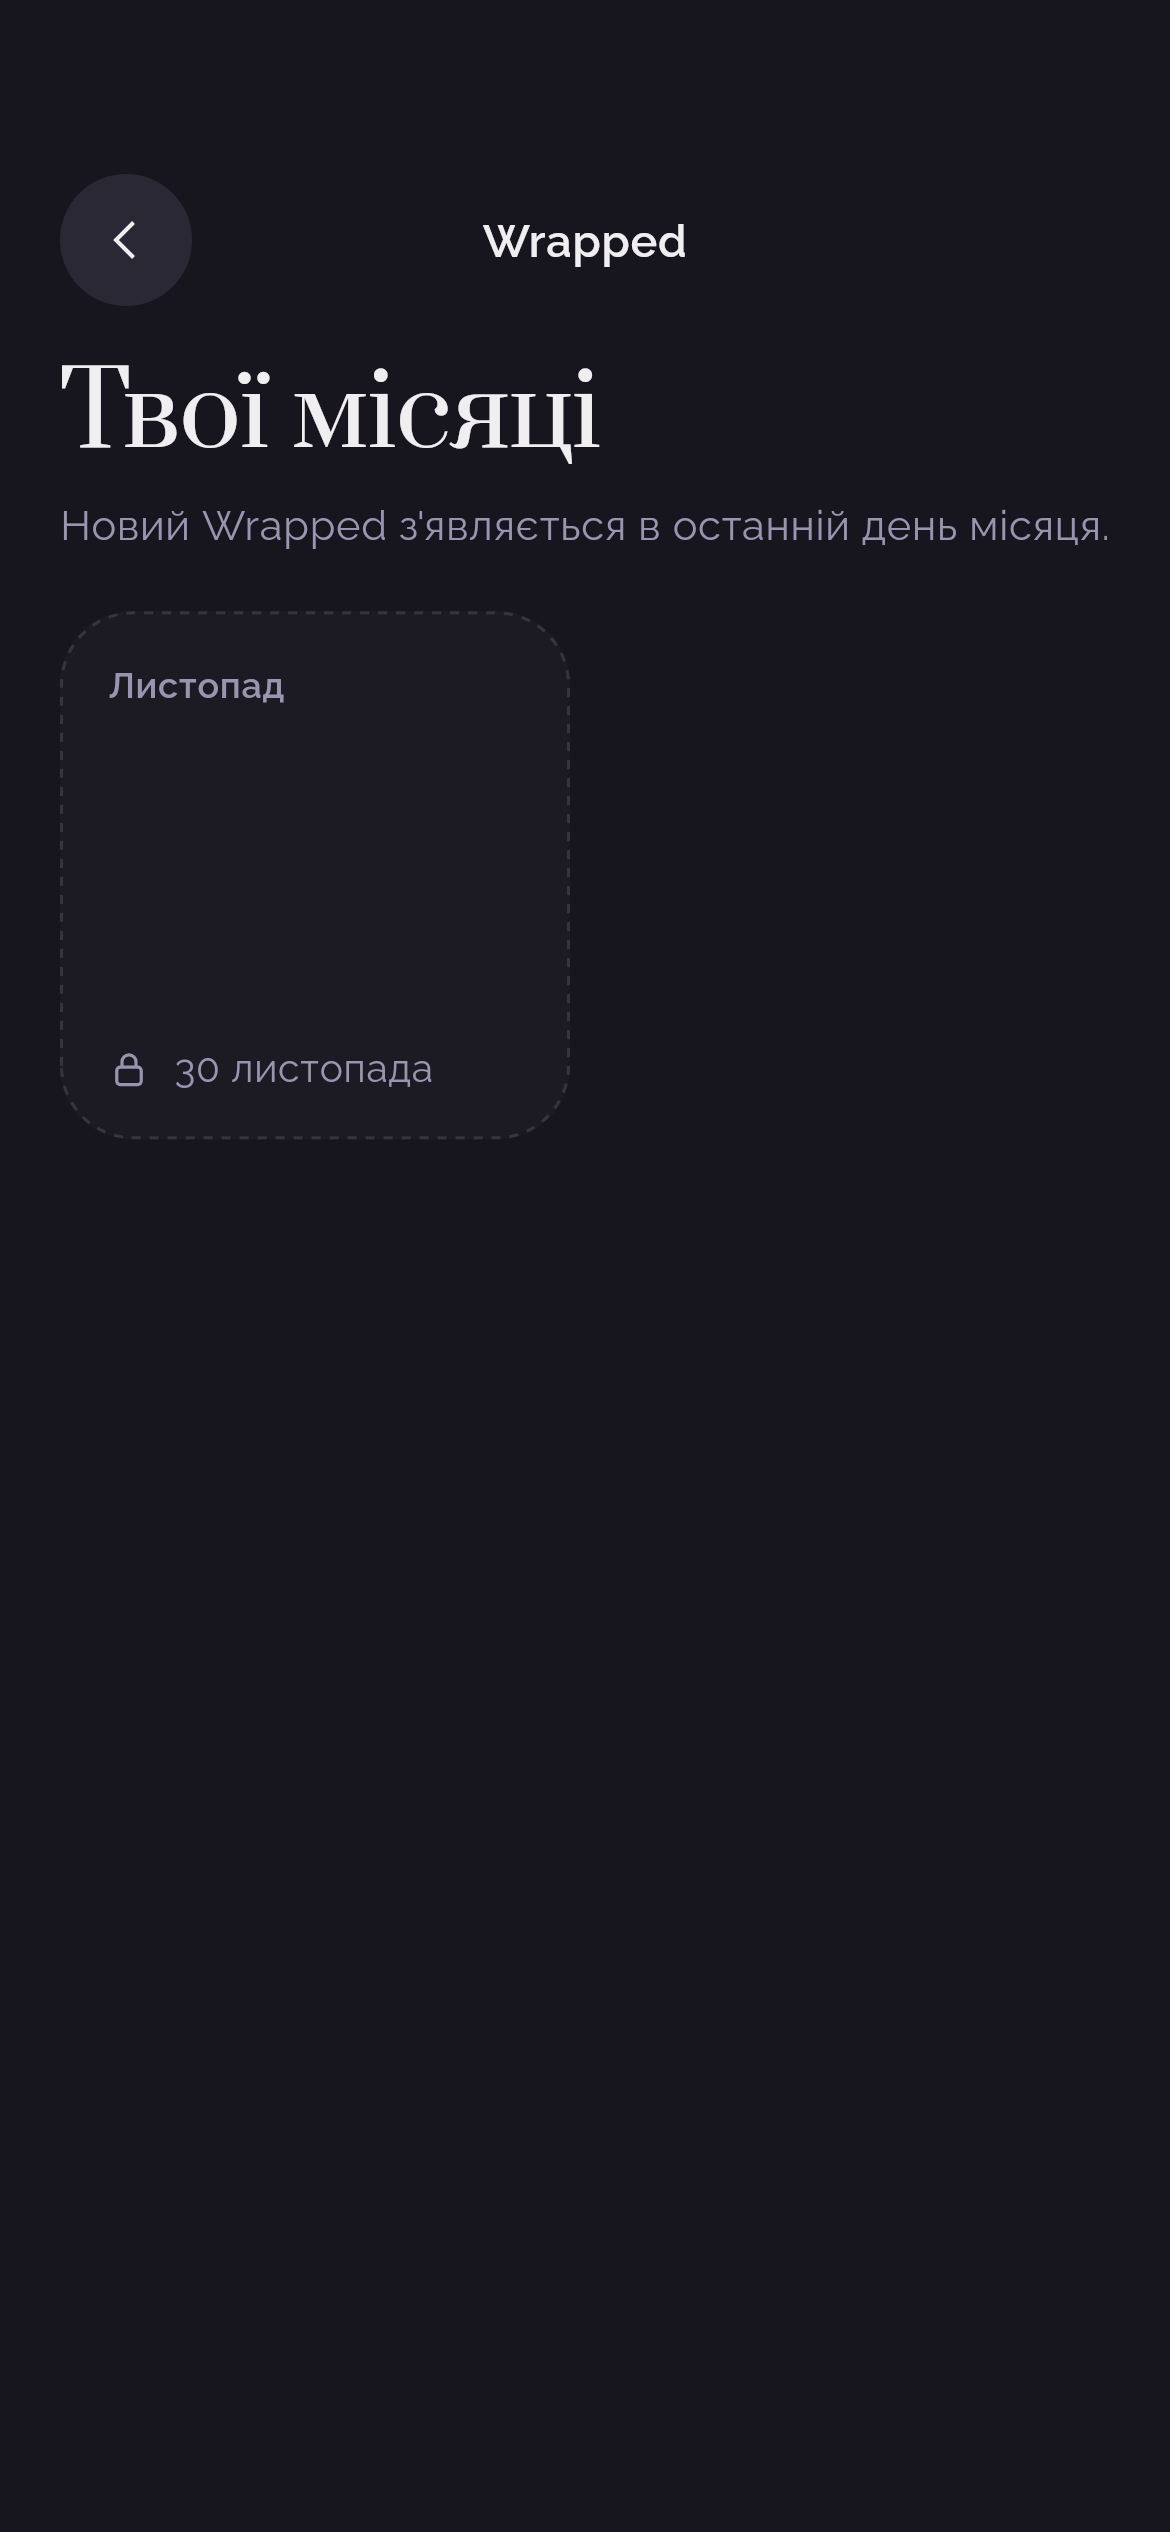 Wrapped
Твої місяці
Новий Wrapped з'являється в останній день місяця.
Листопад
30 листопада